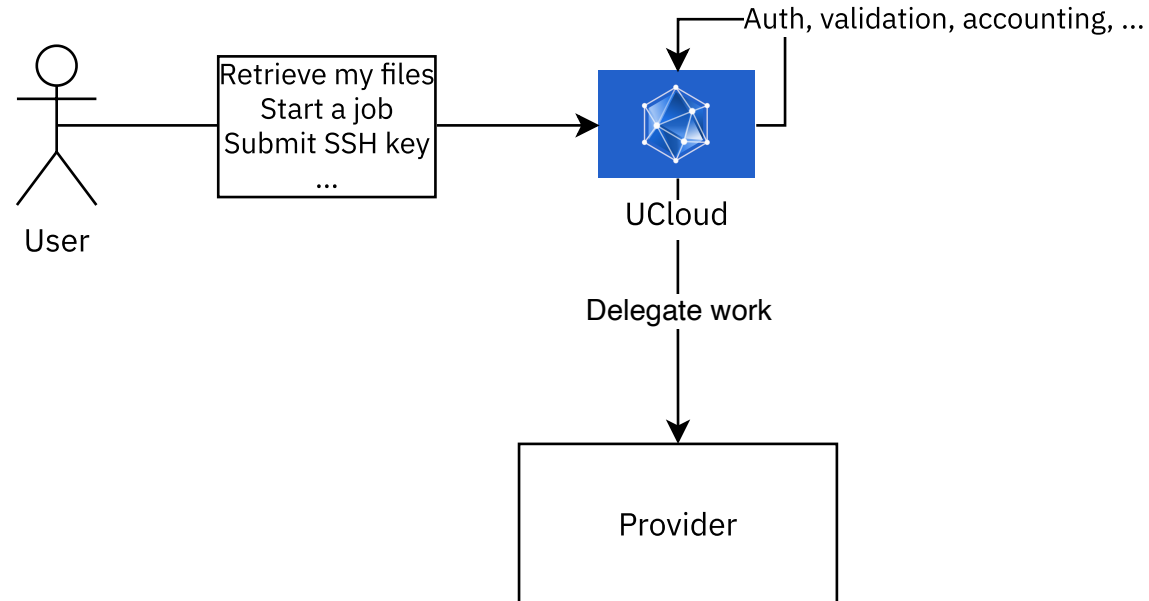 Auth, validation, accounting, ...
Retrieve my files
Start a job
Submit SSH key
...
User
UCloud
Delegate work
Provider